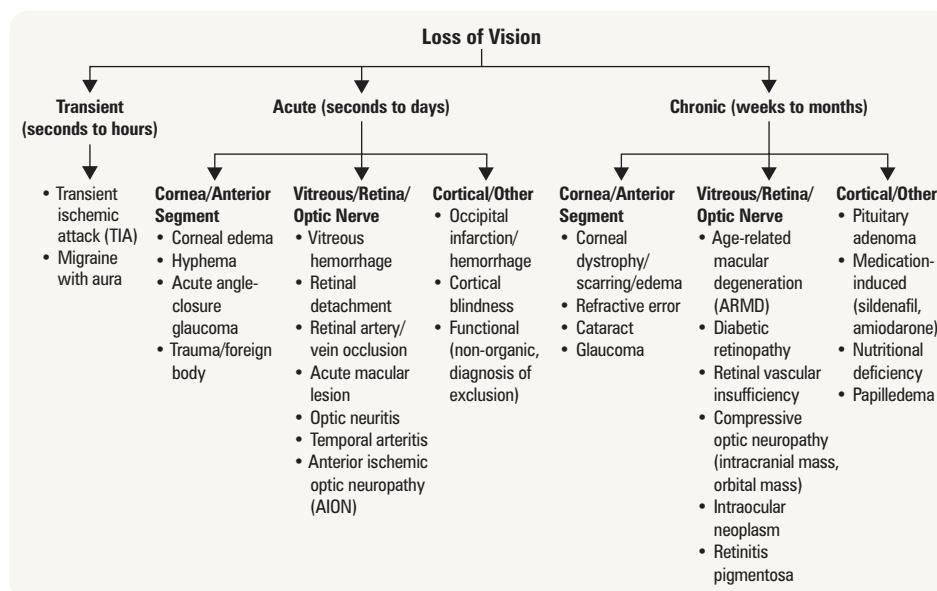 Loss of Vision
Transient
(seconds to hours)
• Transient
ischemic
attack (TIA)
• Migraine
with aura
Acute (seconds to days)
Cornea/Anterior
Segment
• Corneal edema
• Hyphema
• Acute angle-
closure
glaucoma
• Trauma/foreign
body
Vitreous/Retina/
Optic Nerve
• Vitreous
hemorrhage
• Retinal
detachment
• Retinal artery/
vein occlusion
• Acute macular
lesion
• Optic neuritis
• Temporal arteritis
• Anterior ischemic
optic neuropathy
(AION)
Cortical/Other
• Occipital
infarction/
hemorrhage
• Cortical
blindness
• Functional
(non-organic,
diagnosis of
exclusion)
Chronic (weeks to months)
Cornea/Anterior
Segment
• Corneal
dystrophy/
scarring/edema
• Refractive error
• Cataract
• Glaucoma
Vitreous/Retina/
Optic Nerve
• Age-related
macular
degeneration
(ARMD)
• Diabetic
retinopathy
• Retinal vascular
insufficiency
• Compressive
optic neuropathy
(intracranial mass,
orbital mass)
• Intraocular
neoplasm
• Retinitis
pigmentosa
Cortical/Other
• Pituitary
adenoma
• Medication-
induced
(sildenafil,
amiodarone)
• Nutritional
deficiency
• Papilledema